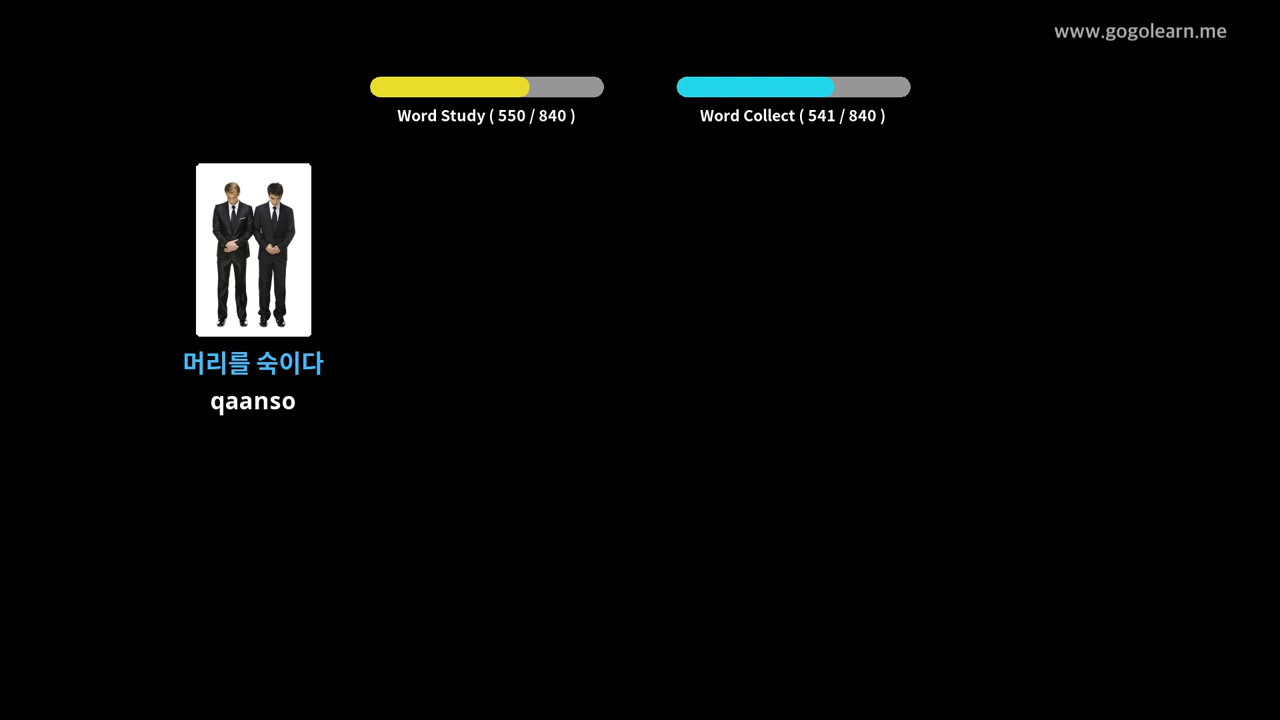 www.gogolearn.me
Word Study ( 550 / 840 )
Word Collect ( 541 / 840 )
머리를 숙이다
qaanso